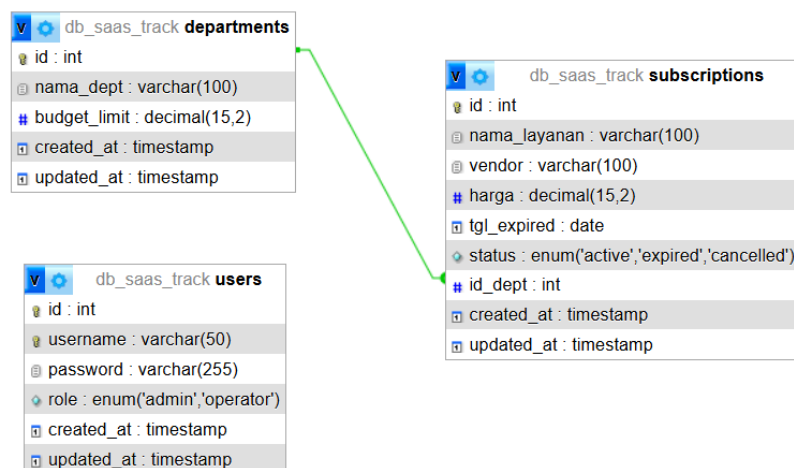 V db_saas_track departments
id : int
nama_dept : varchar(100)
# budget_limit : decimal(15,2)
created_at : timestamp
updated_at : timestamp
V db_saas_track subscriptions
id : int
nama_layanan : varchar(100)
vendor : varchar(100)
# harga : decimal(15,2)
tgl_expired : date
status : enum('active','expired','cancelled')
# id_dept : int
created_at : timestamp
updated_at : timestamp
V db_saas_track users
id : int
username : varchar(50)
password : varchar(255)
role : enum('admin','operator')
created_at : timestamp
updated_at : timestamp